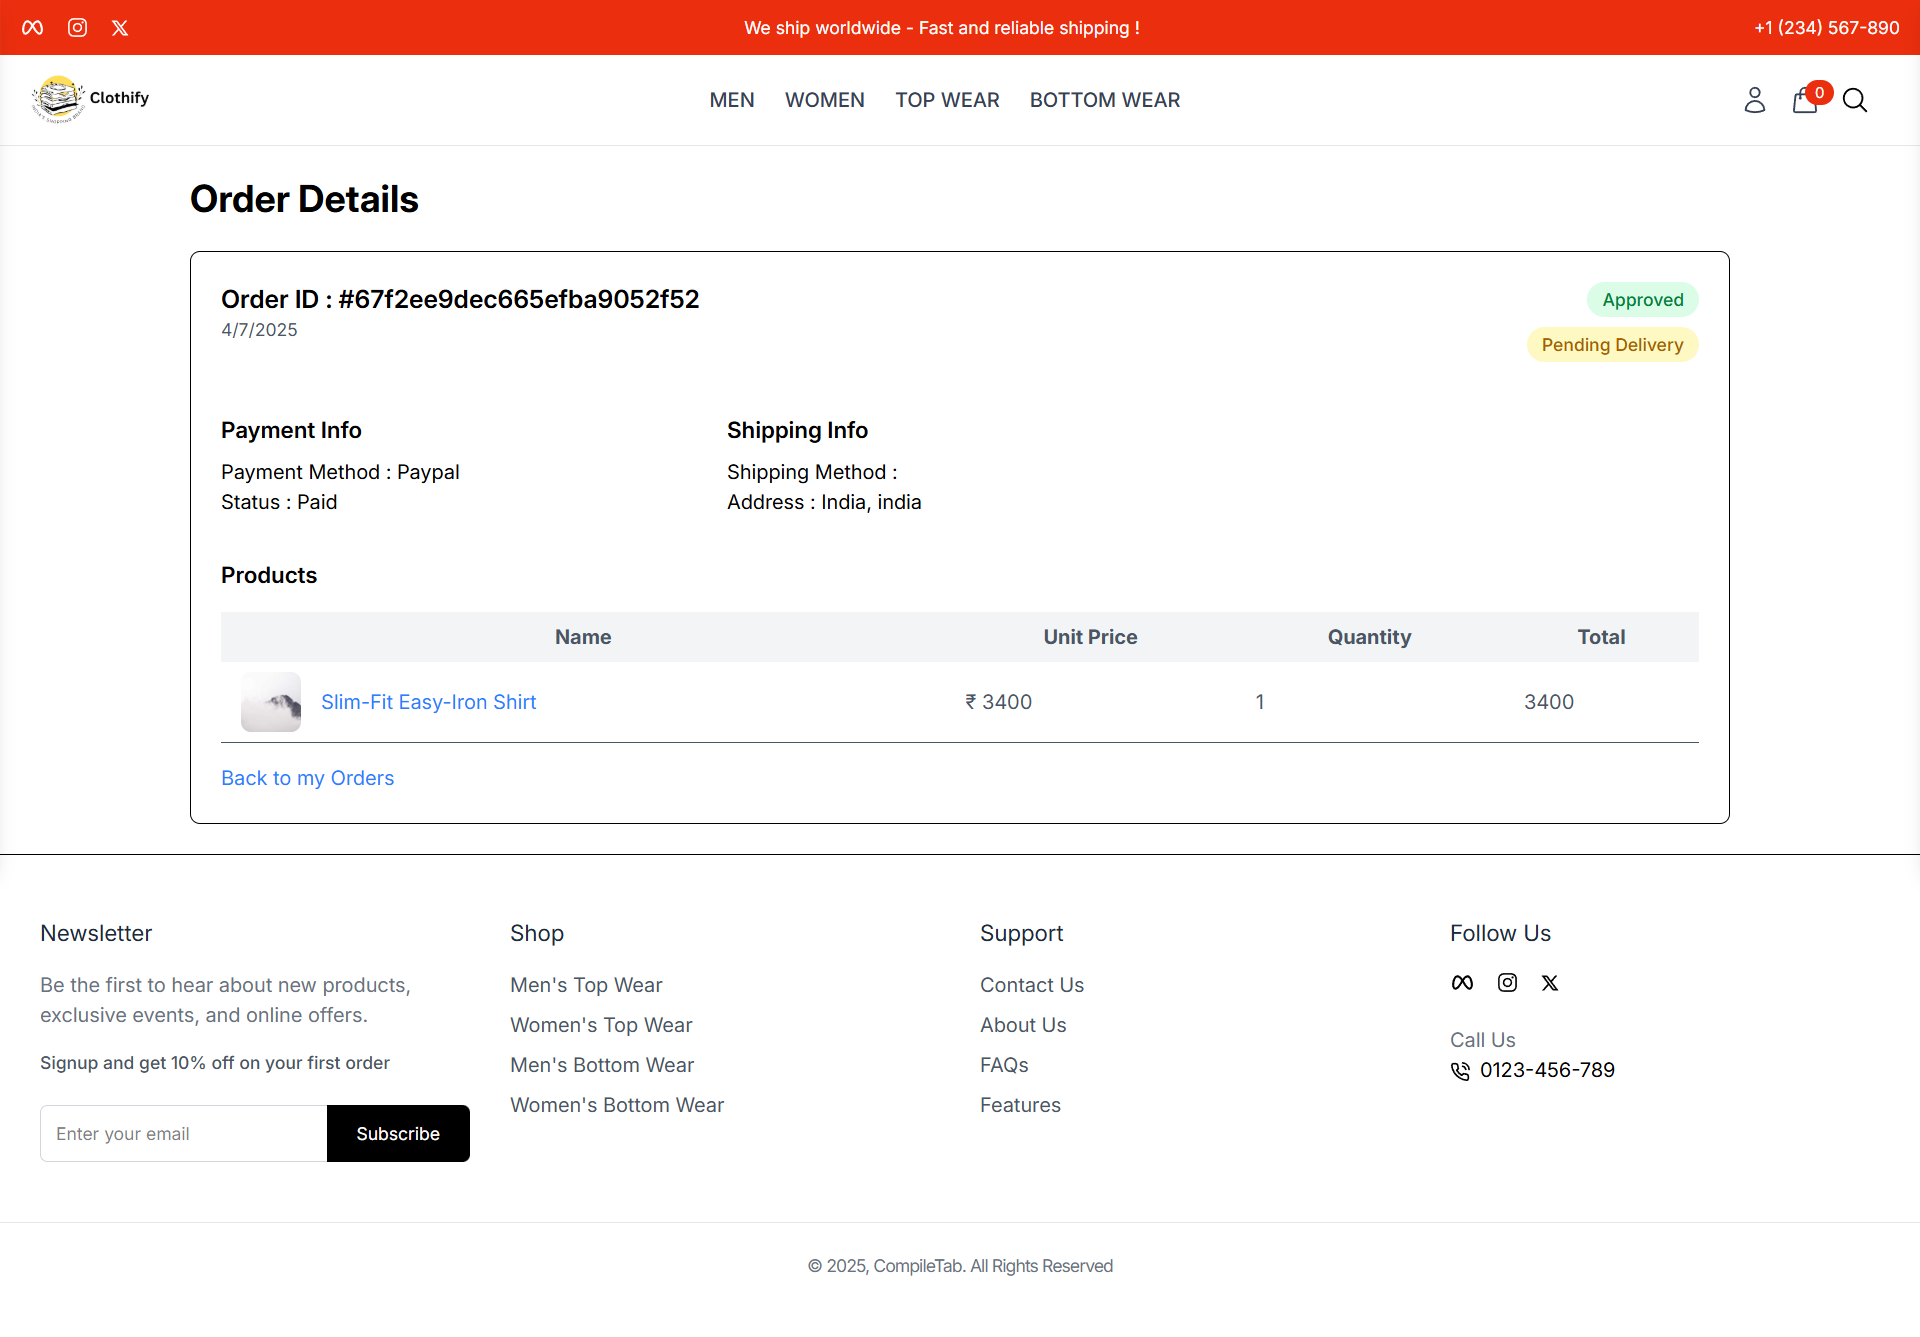 We ship worldwide - Fast and reliable shipping !
+1 (234) 567-890
Clothify
MEN WOMEN TOP WEAR BOTTOM WEAR
0
Order Details
Order ID : #67f2ee9dec665efba9052f52
4/7/2025
Approved
Pending Delivery
Payment Info
Payment Method : Paypal
Status : Paid
Shipping Info
Shipping Method :
Address : India, india
Products
Name Unit Price Quantity Total
Slim-Fit Easy-Iron Shirt ₹ 3400 1 3400
Back to my Orders
Newsletter
Be the first to hear about new products,
exclusive events, and online offers.
Signup and get 10% off on your first order
Enter your email
Subscribe
Shop
Men's Top Wear
Women's Top Wear
Men's Bottom Wear
Women's Bottom Wear
Support
Contact Us
About Us
FAQs
Features
Follow Us
Call Us
0123-456-789
© 2025, CompileTab. All Rights Reserved